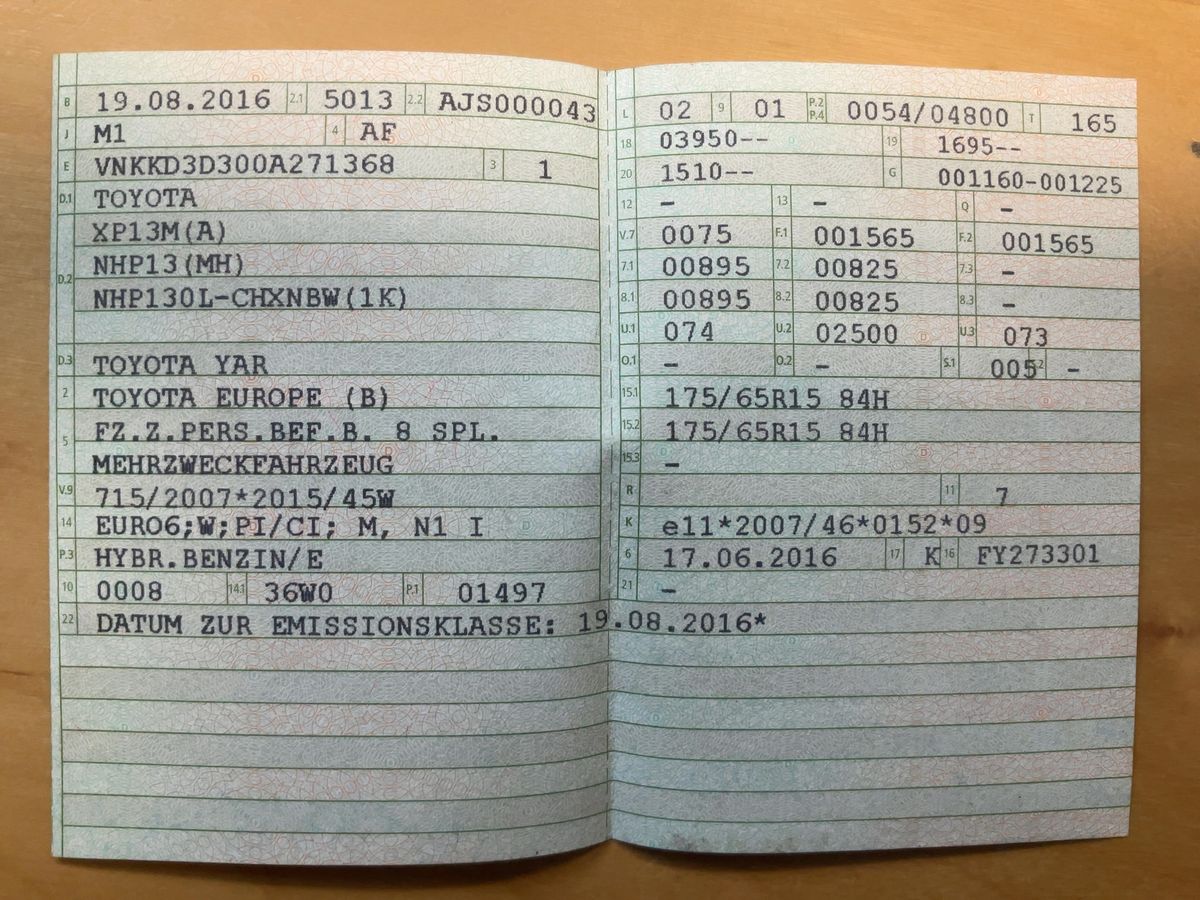 B 19.08.2016 2.1 5013 2.2 AJS000043
J M1 4 AF
E VNKKD3D300A271368 3 1
D.1 TOYOTA
XP13M(A)
D.2 NHP13(MH)
NHP130L-CHXNBW(1K)
D.3 TOYOTA YAR
2 TOYOTA EUROPE (B)
5 FZ.Z.PERS.BEF.B. 8 SPL.
MEHRZWECKFAHRZEUG
V.9 715/2007*2015/45W
14 EURO6;W;PI/CI; M, N1 I
P.3 HYBR.BENZIN/E
10 0008 14.1 36W0 P.1 01497
22 DATUM ZUR EMISSIONSKLASSE: 19.08.2016*
L 02 9 01 P.2 P.4 0054/04800 T 165
18 03950-- 19 1695--
20 1510-- G 001160-001225
12 - 13 - Q -
V.7 0075 F.1 001565 F.2 001565
7.1 00895 7.2 00825 7.3 -
8.1 00895 8.2 00825 8.3 -
U.1 074 U.2 02500 U.3 073
O.1 - O.2 - S.1 005 S.2 -
15.1 175/65R15 84H
15.2 175/65R15 84H
15.3 -
R 11 7
K e11*2007/46*0152*09
6 17.06.2016 17 K 16 FY273301
21 -